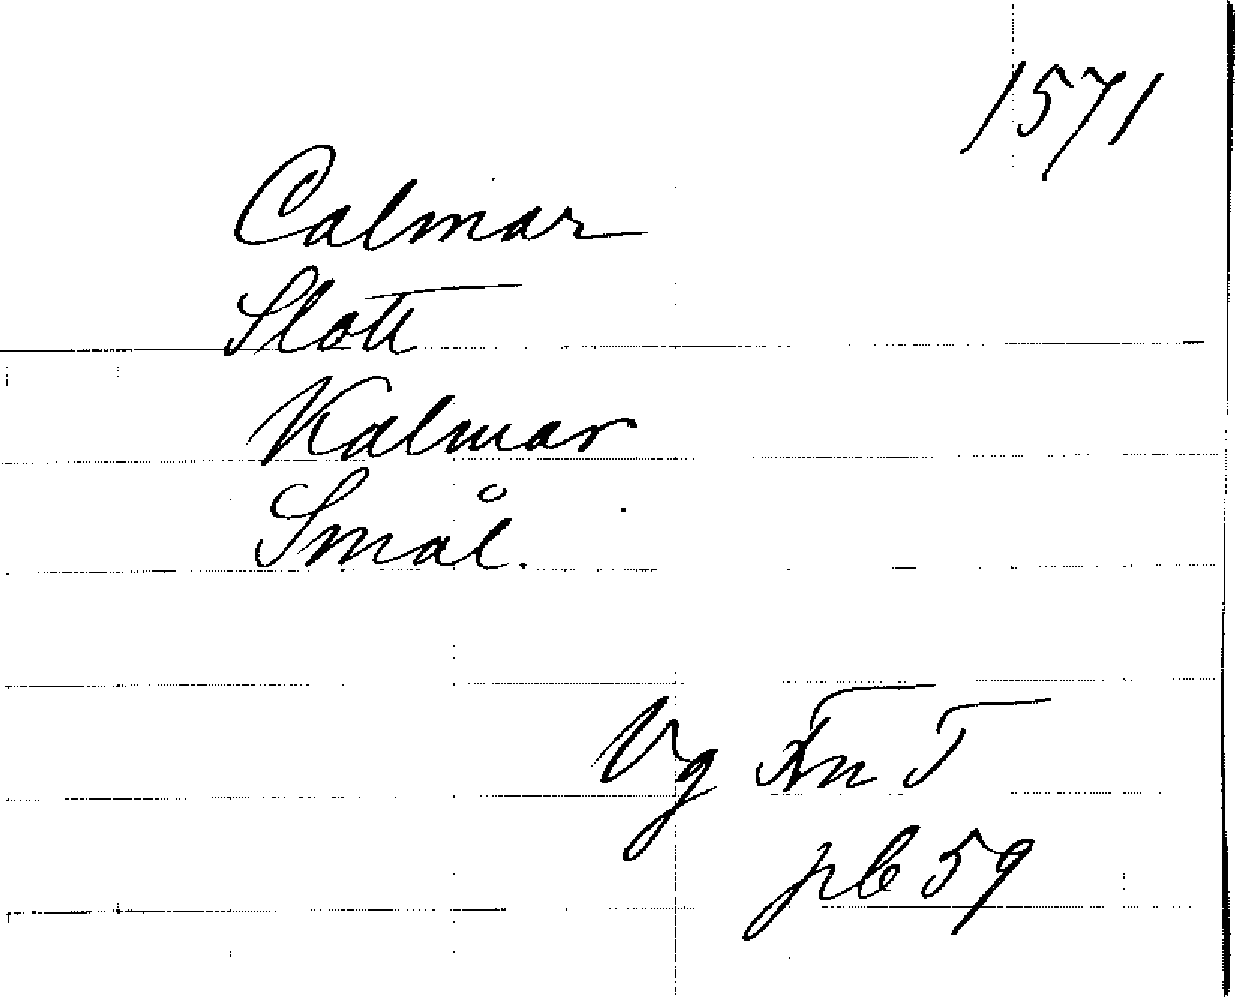 1571
Calmar
Slott
Kalmar
Smål.
Vg Fn T
pb 59